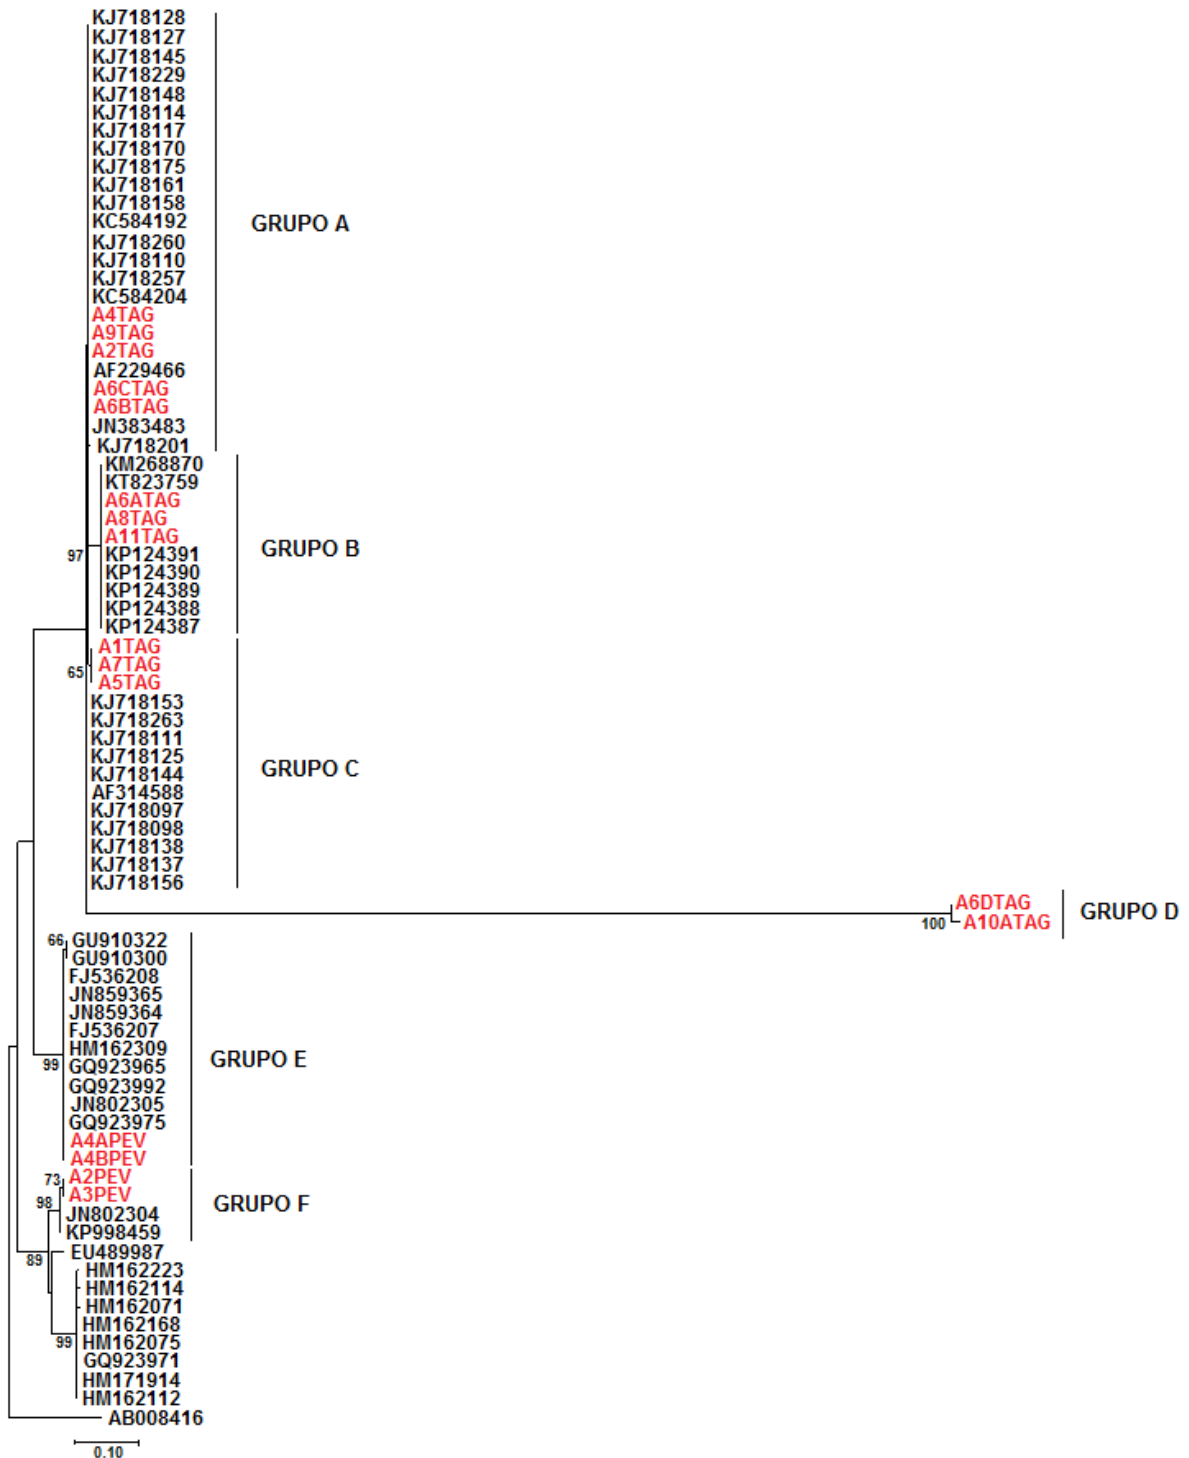 KJ718128
KJ718127
KJ718145
KJ718229
KJ718148
KJ718114
KJ718117
KJ718170
KJ718175
KJ718161
KJ718158
KC584192
GRUPO A
KJ718260
KJ718110
KJ718257
KC584204
A4TAG
A9TAG
A2TAG
AF229466
A6CTAG
A6BTAG
JN383483
KJ718201
KM268870
KT823759
A6ATAG
A8TAG
A11TAG
97
KP124391
GRUPO B
KP124390
KP124389
KP124388
KP124387
A1TAG
A7TAG
65
A5TAG
KJ718153
KJ718263
KJ718111
KJ718125
KJ718144
GRUPO C
AF314588
KJ718097
KJ718098
KJ718138
KJ718137
KJ718156
A6DTAG
100
A10ATAG
GRUPO D
66
GU910322
GU910300
FJ536208
JN859365
JN859364
FJ536207
HM162309
99
GQ923965
GRUPO E
GQ923992
JN802305
GQ923975
A4APEV
A4BPEV
73
A2PEV
98
A3PEV
GRUPO F
JN802304
KP998459
89
EU489987
HM162223
HM162114
HM162071
HM162168
99
HM162075
GQ923971
HM171914
HM162112
AB008416
0.10